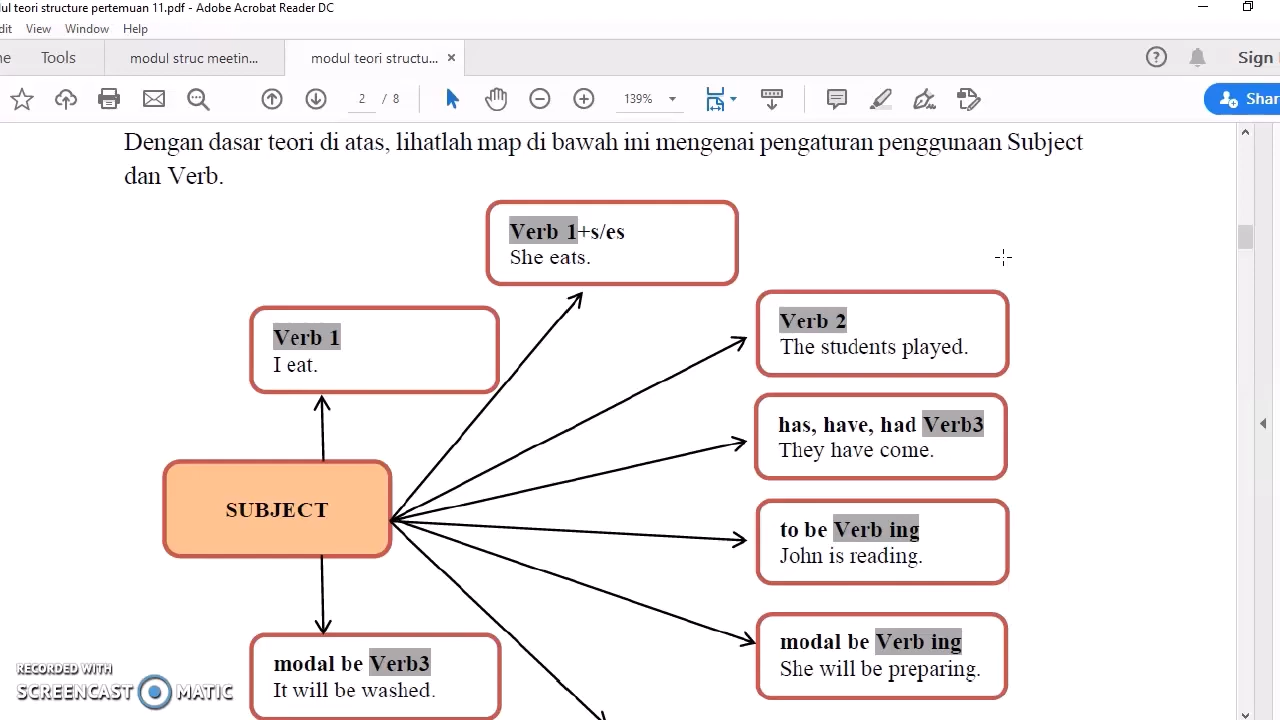 ul teori structure pertemuan 11.pdf - Adobe Acrobat Reader DC
dit View Window Help
ne Tools modul struc meetin... modul teori structu... × ? Sign
2 / 8 139% Shar
Dengan dasar teori di atas, lihatlah map di bawah ini mengenai pengaturan penggunaan Subject
dan Verb.
Verb 1+s/es
She eats.
Verb 1
I eat.
Verb 2
The students played.
has, have, had Verb3
They have come.
SUBJECT
to be Verb ing
John is reading.
modal be Verb ing
She will be preparing.
modal be Verb3
It will be washed.
RECORDED WITH
SCREENCAST MATIC